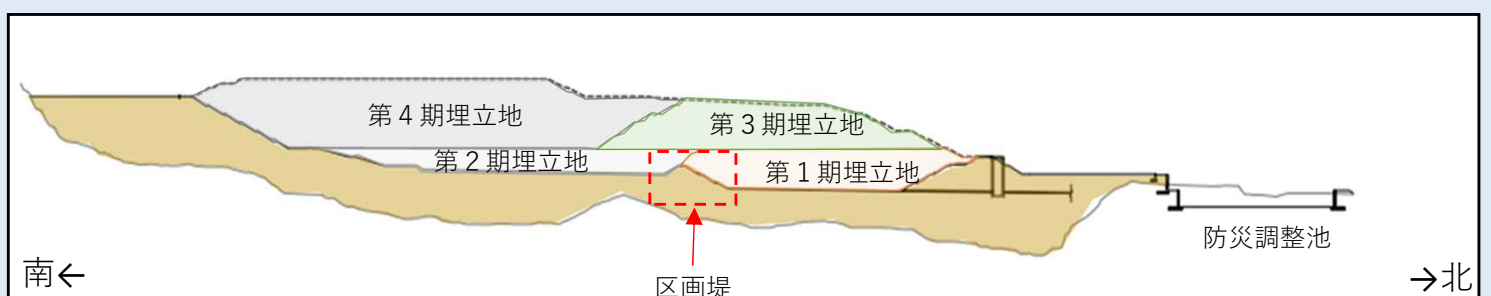 第4期埋立地
第3期埋立地
第2期埋立地
第1期埋立地
防災調整池
南←
→北
区画堤